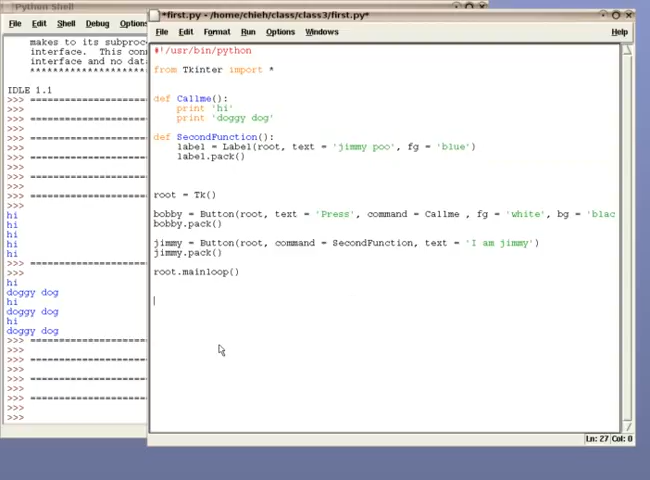 Python Shell
File Edit Shell Debug Options
makes to its subproc
interface. This con
interface and no dat
****************
IDLE 1.1
>>> ================
>>>
>>> ================
>>>
>>> ================
>>>
>>> ================
>>>
>>> ================
>>>
>>> ================
>>>
hi
hi
hi
hi
hi
>>> ================
>>>
hi
doggy dog
hi
doggy dog
hi
doggy dog
>>> ================
>>>
>>> ================
>>>
>>> ================
>>>
>>> ================
>>>
>>>
*first.py - /home/chieh/class/class3/first.py*
File Edit Format Run Options Windows Help
#!/usr/bin/python
from Tkinter import *
def Callme():
print 'hi'
print 'doggy dog'
def SecondFunction():
label = Label(root, text = 'jimmy poo', fg = 'blue')
label.pack()
root = Tk()
bobby = Button(root, text = 'Press', command = Callme , fg = 'white', bg = 'blac
bobby.pack()
jimmy = Button(root, command = SecondFunction, text = 'I am jimmy')
jimmy.pack()
root.mainloop()
Ln: 27 Col: 0